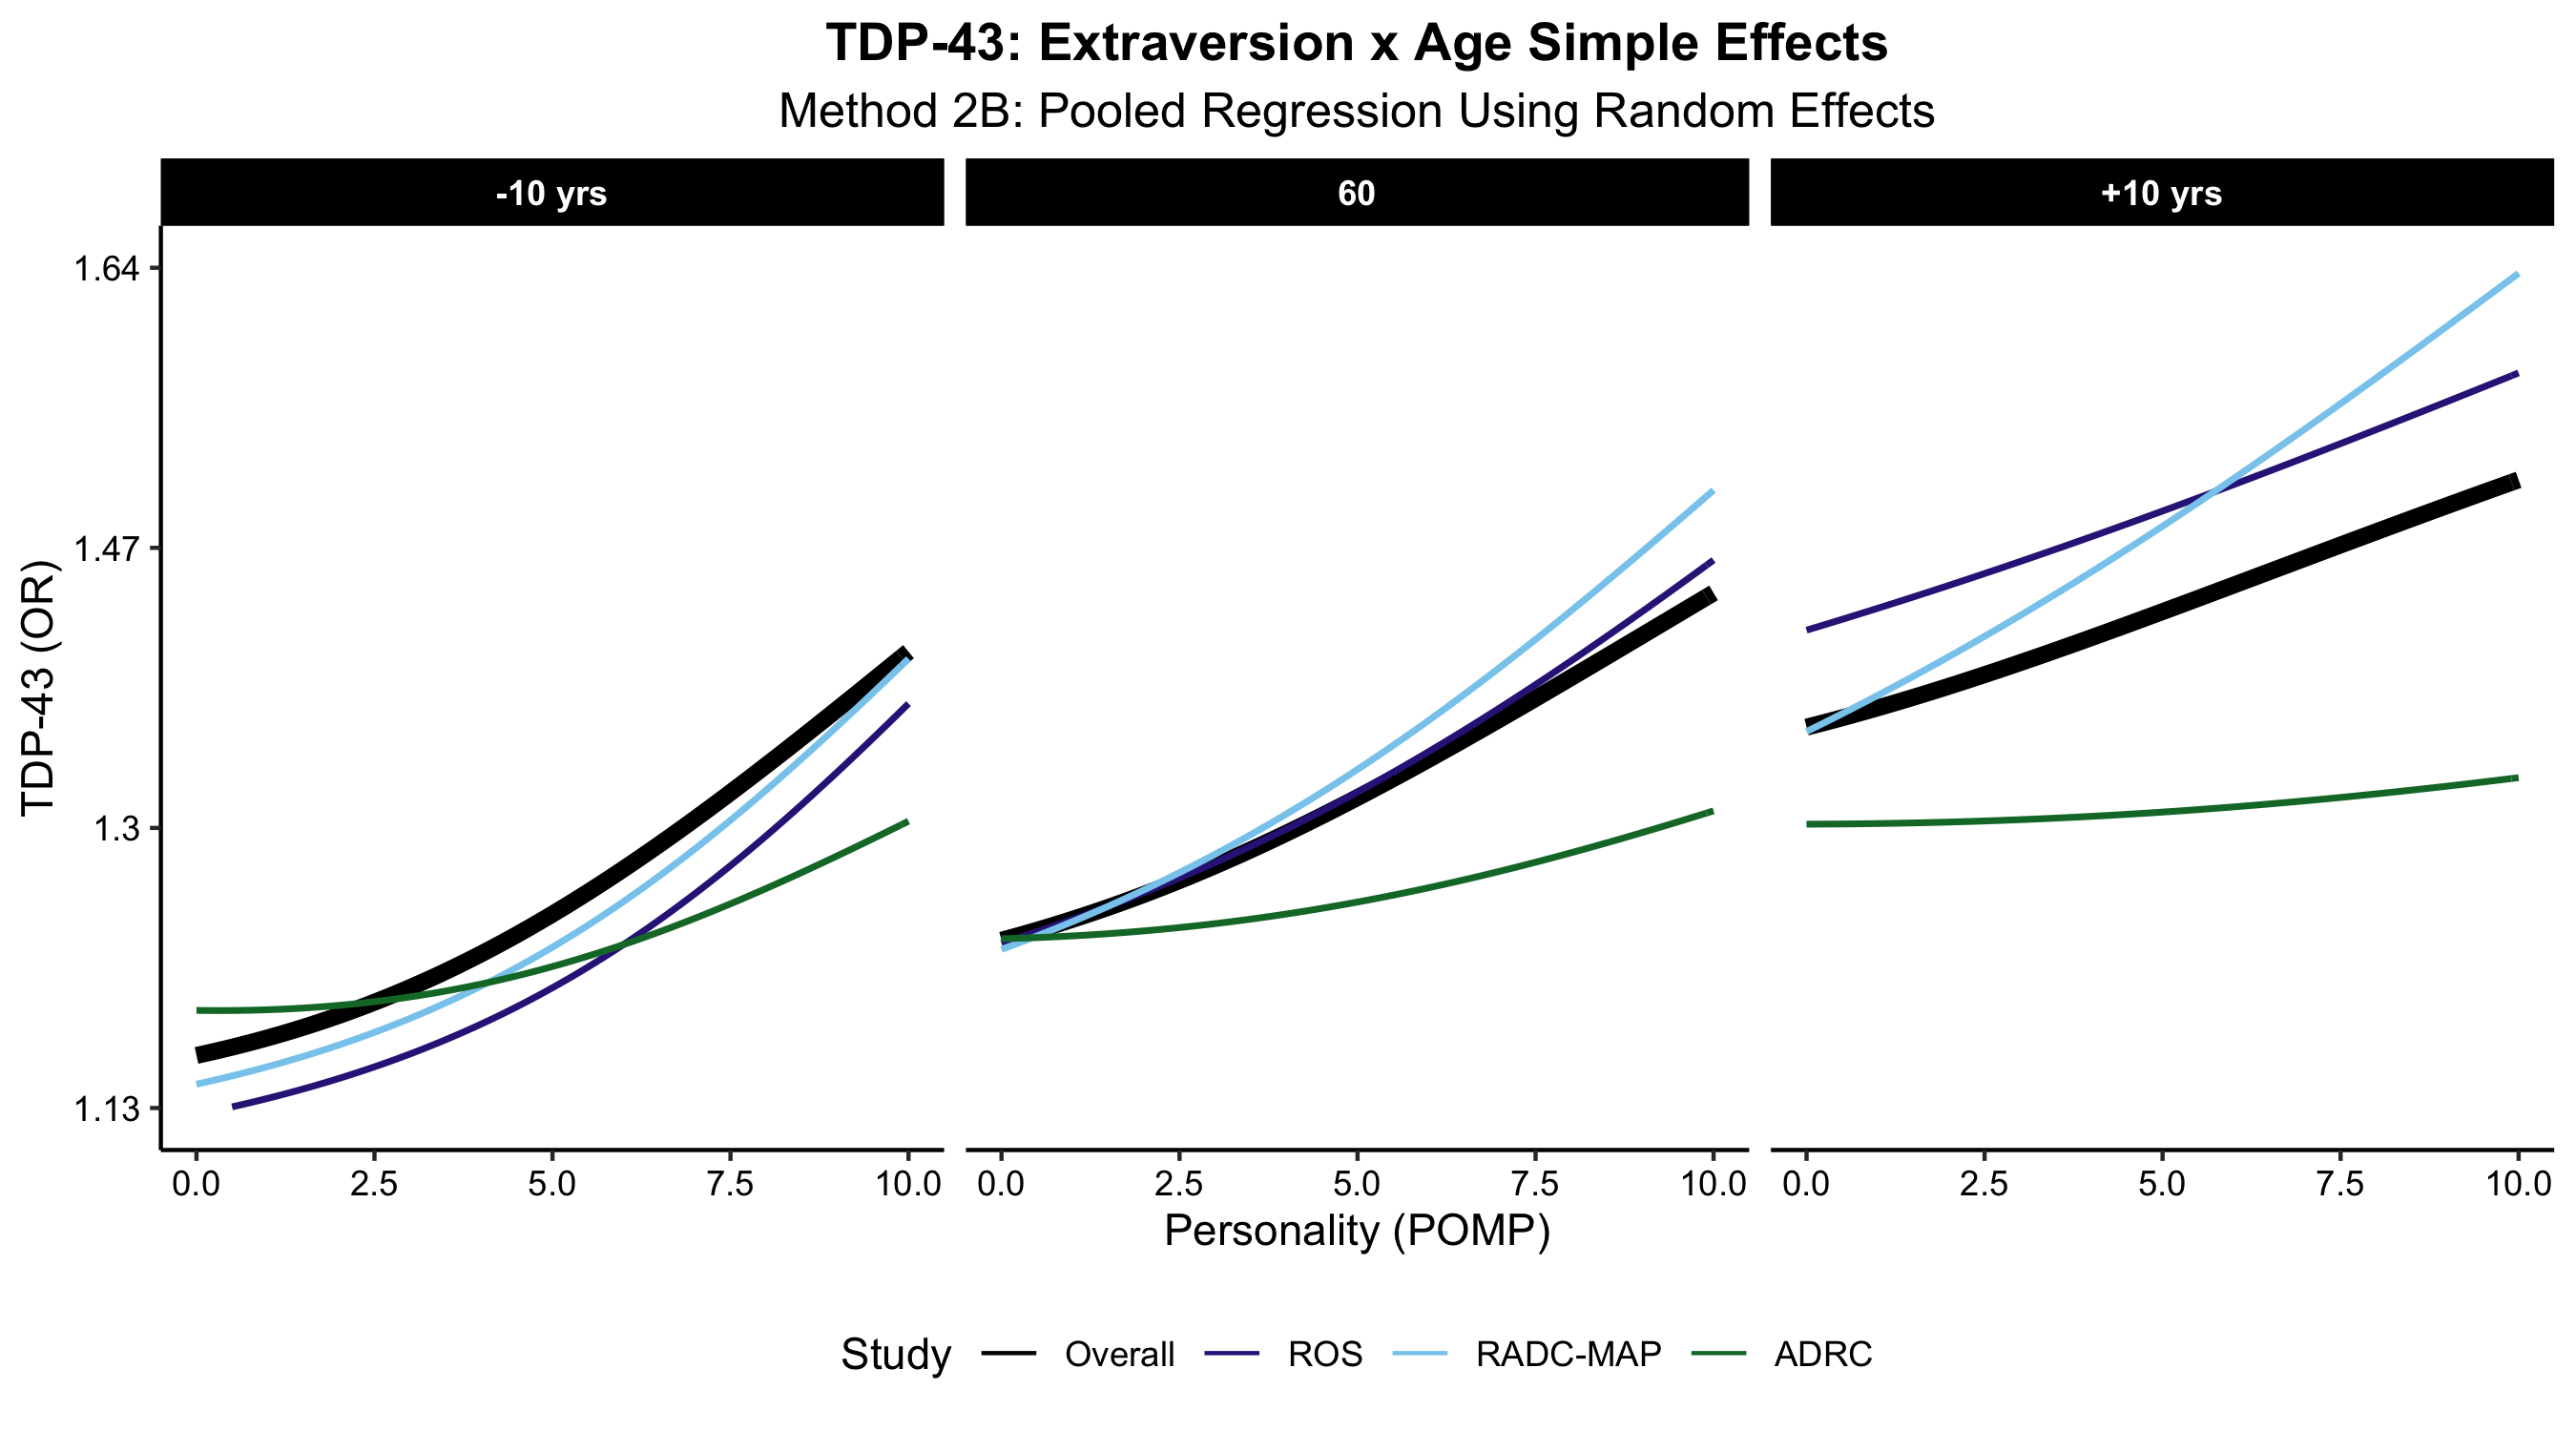 TDP-43: Extraversion x Age Simple Effects
Method 2B: Pooled Regression Using Random Effects
-10 yrs 60 +10 yrs
TDP-43 (OR)
1.64
1.47
1.3
1.13
0.0 2.5 5.0 7.5 10.0 0.0 2.5 5.0 7.5 10.0 0.0 2.5 5.0 7.5 10.0
Personality (POMP)
Study Overall ROS RADC-MAP ADRC